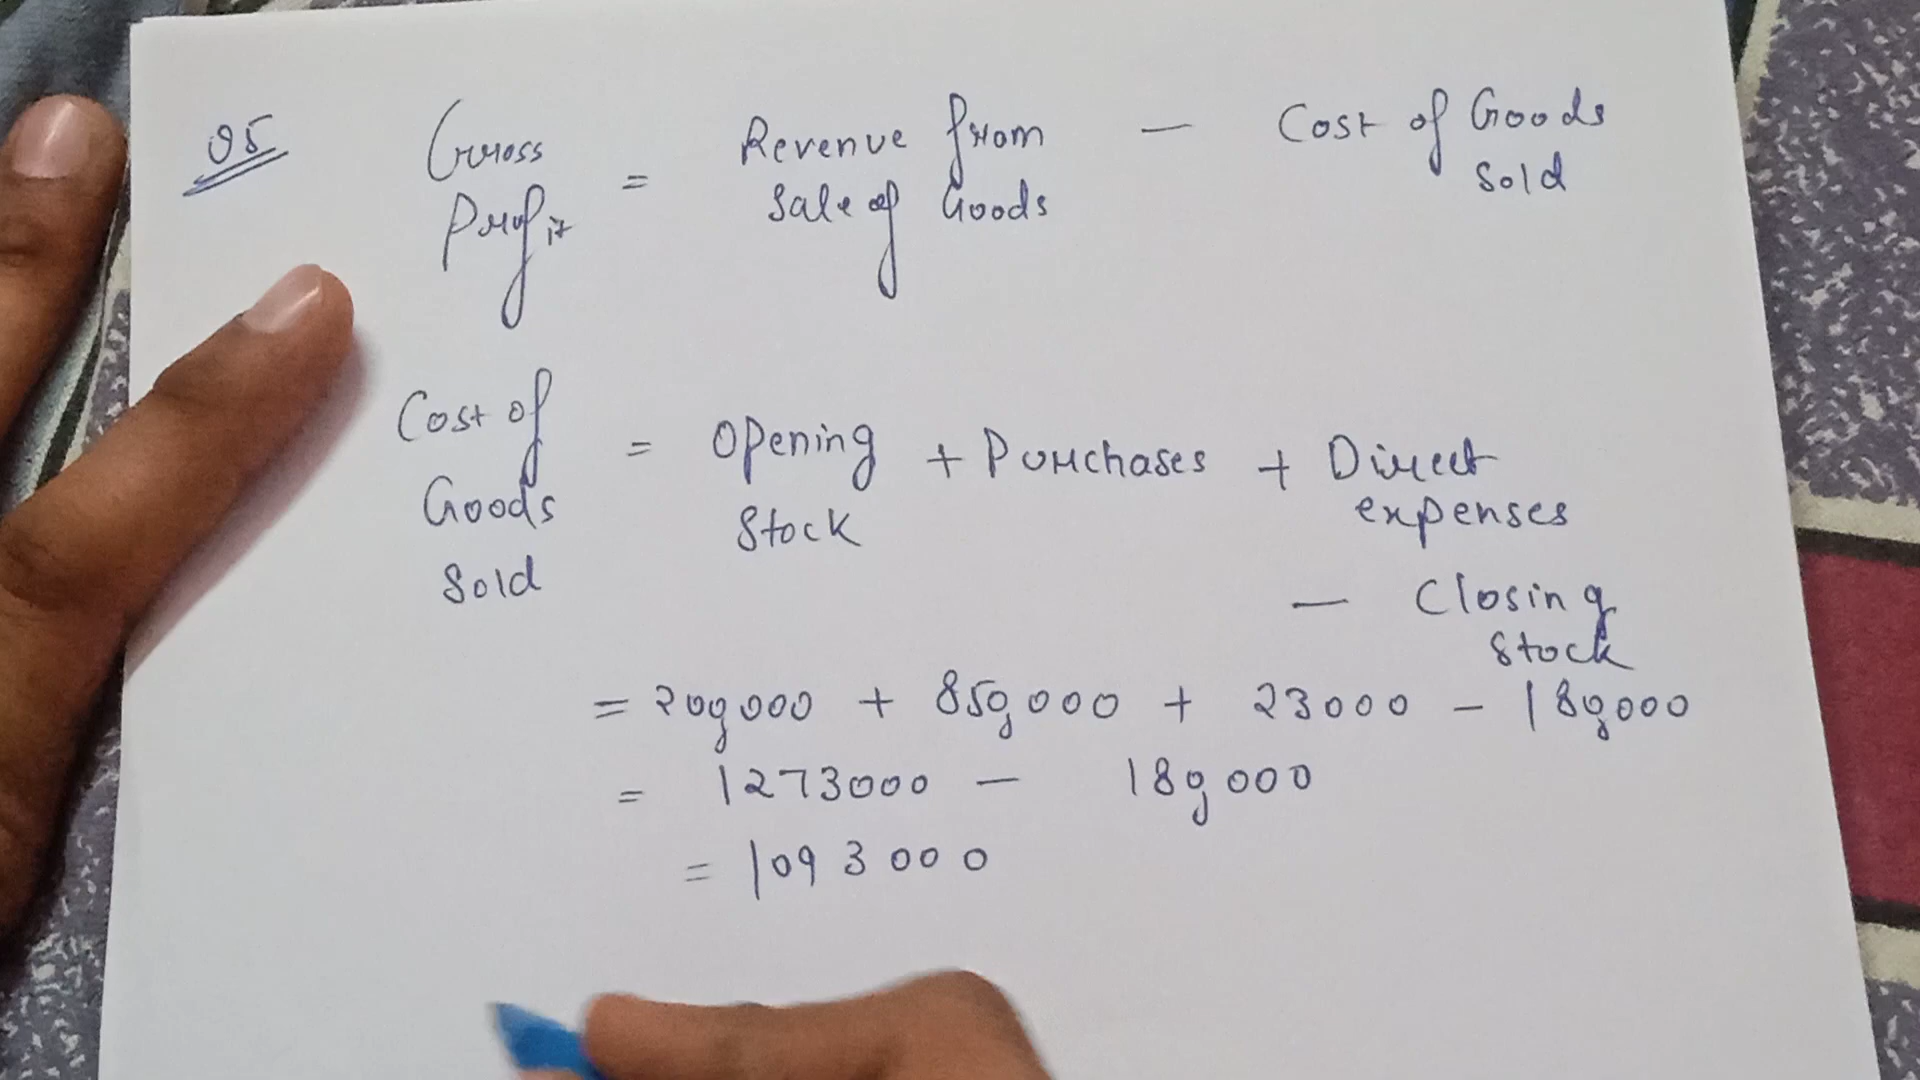 Q5
Gross Profit = Revenue from Sale of Goods - Cost of Goods Sold
Cost of Goods Sold = Opening Stock + Purchases + Direct expenses - Closing Stock
= 200,000 + 850,000 + 23000 - 180,000
= 1273000 - 180,000
= 1093000